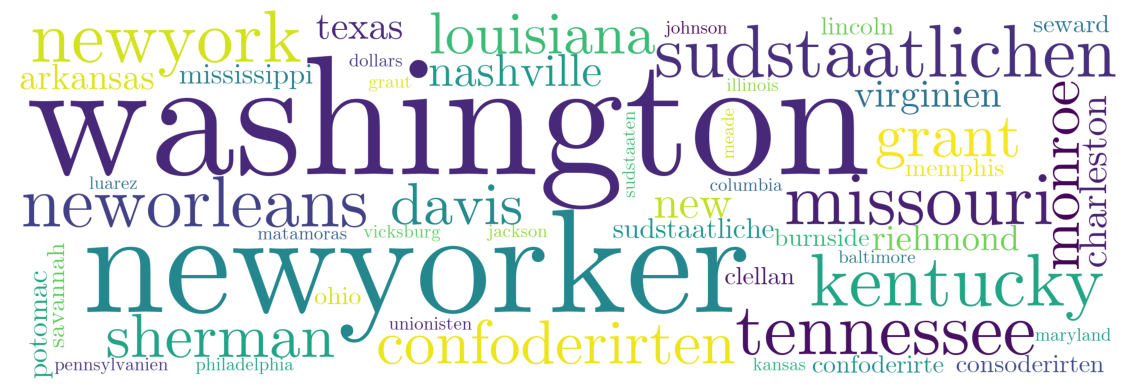 newyork
texas
louisiana
johnson
lincoln
seward
sudstaatlichen
arkansas
mississippi
dollars
graut
nashville
illinois
virginien
washington
sudstaaten
meade
grant
memphis
monroe
charleston
luarez
columbia
neworleans
davis
new
missouri
matamoras
vicksburg
jackson
sudstaatliche
burnside
riehmond
newyorker
baltimore
clellan
kentucky
potomac
savannah
ohio
sherman
unionisten
confoderirten
tennessee
maryland
pennsylvanien
philadelphia
kansas
confoderirte
consoderirten